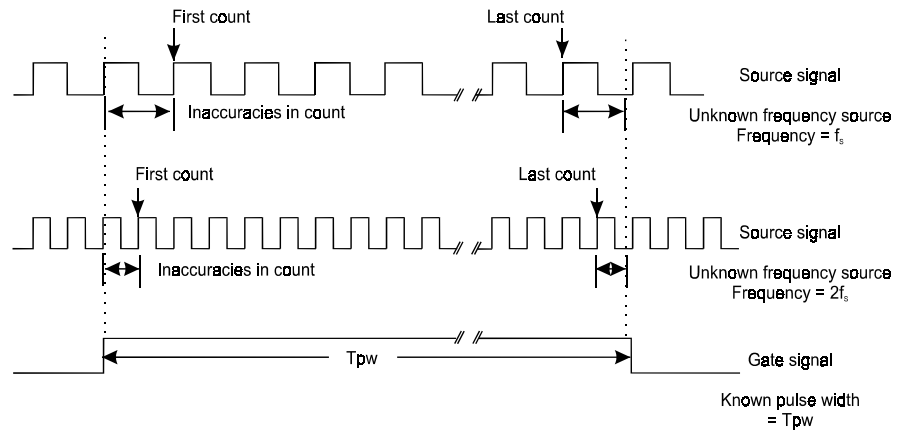 First count
Last count
Source signal
Inaccuracies in count
Unknown frequency source
Frequency = fs
First count
Last count
Source signal
Inaccuracies in count
Unknown frequency source
Frequency = 2fs
Tpw
Gate signal
Known pulse width
= Tpw